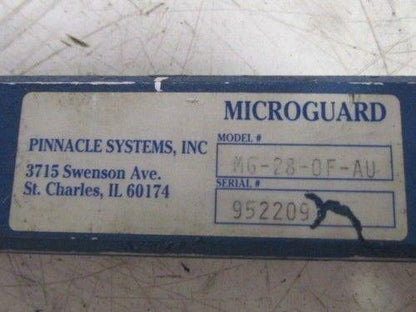 MICROGUARD
PINNACLE SYSTEMS, INC
3715 Swenson Ave.
St. Charles, IL 60174
MODEL #
MG-28-OF-AU
SERIAL #
952209